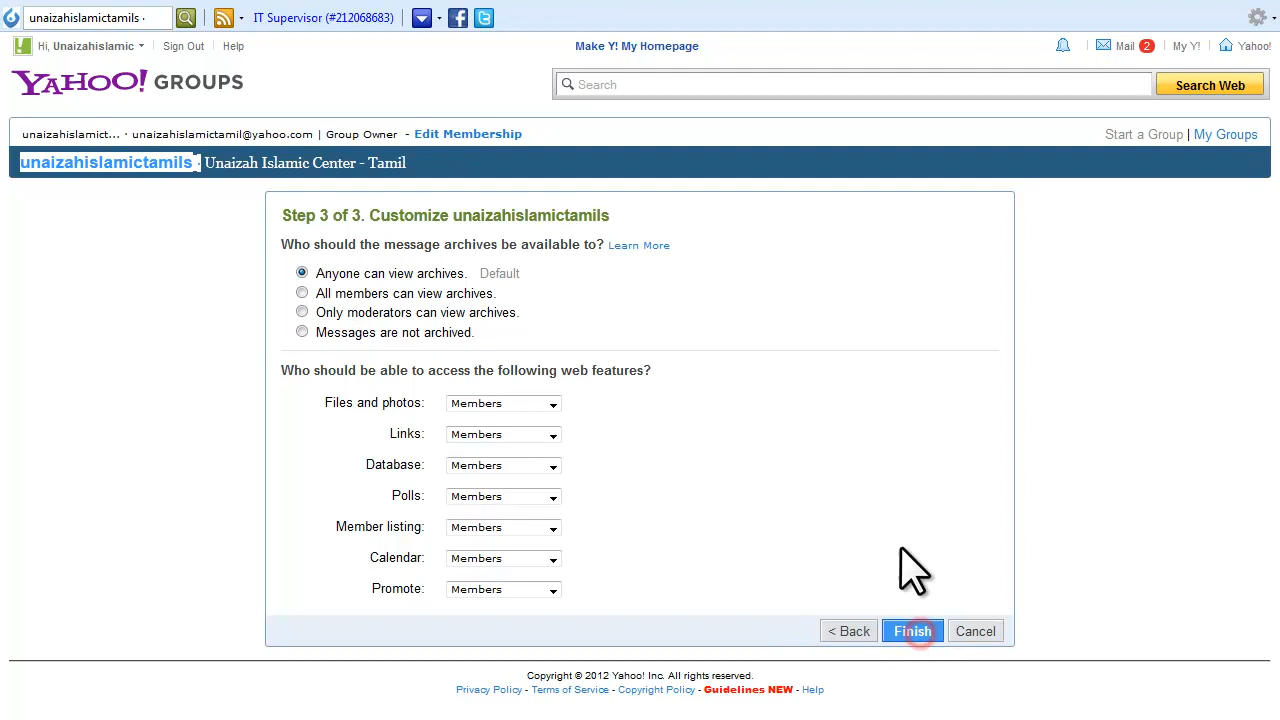 unaizahislamictamils · IT Supervisor (#212068683)
Hi, Unaizahislamic Sign Out Help Make Y! My Homepage Mail 2 My Y! Yahoo!
YAHOO! GROUPS Search Search Web
unaizahislamict... · unaizahislamictamil@yahoo.com | Group Owner - Edit Membership Start a Group | My Groups
unaizahislamictamils · Unaizah Islamic Center - Tamil
Step 3 of 3. Customize unaizahislamictamils
Who should the message archives be available to? Learn More
Anyone can view archives. Default
All members can view archives.
Only moderators can view archives.
Messages are not archived.
Who should be able to access the following web features?
Files and photos: Members
Links: Members
Database: Members
Polls: Members
Member listing: Members
Calendar: Members
Promote: Members
< Back Finish Cancel
Copyright © 2012 Yahoo! Inc. All rights reserved.
Privacy Policy - Terms of Service - Copyright Policy - Guidelines NEW - Help